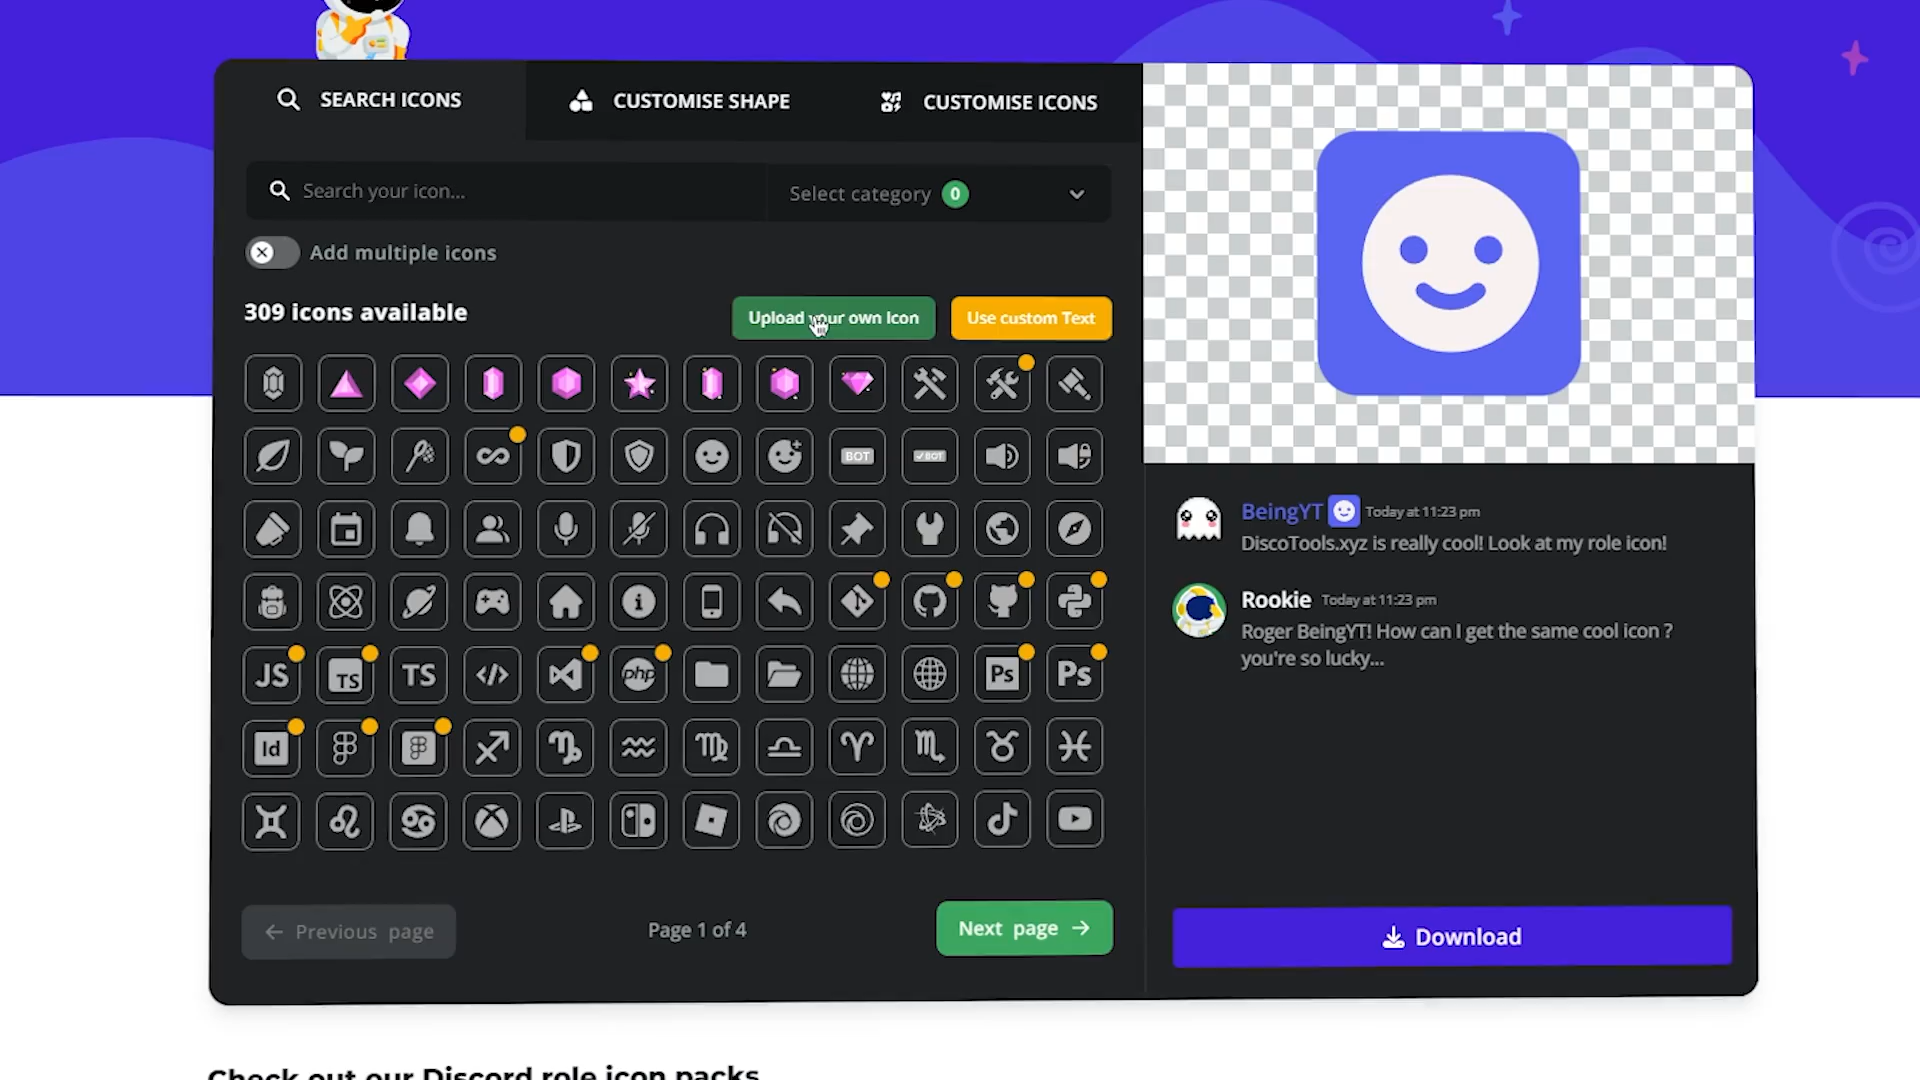 SEARCH ICONS
CUSTOMISE SHAPE
CUSTOMISE ICONS
Search your icon...
Select category 0
Add multiple icons
309 icons available
Upload your own Icon
Use custom Text
BOT
BOT
JS
TS
TS
php
Ps
Ps
Id
Previous page
Page 1 of 4
Next page
BeingYT Today at 11:23 pm
DiscoTools.xyz is really cool! Look at my role icon!
Rookie Today at 11:23 pm
Roger BeingYT! How can I get the same cool icon ?
you're so lucky...
Download
Check out our Discord role icon packs